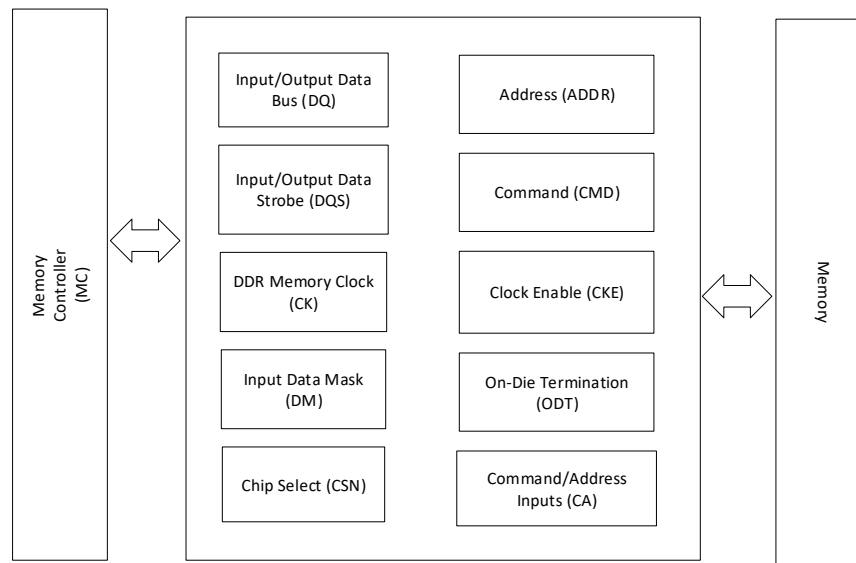 Memory
Controller
(MC)
Input/Output Data
Bus (DQ)
Input/Output Data
Strobe (DQS)
DDR Memory Clock
(CK)
Input Data Mask
(DM)
Chip Select (CSN)
Address (ADDR)
Command (CMD)
Clock Enable (CKE)
On-Die Termination
(ODT)
Command/Address
Inputs (CA)
Memory